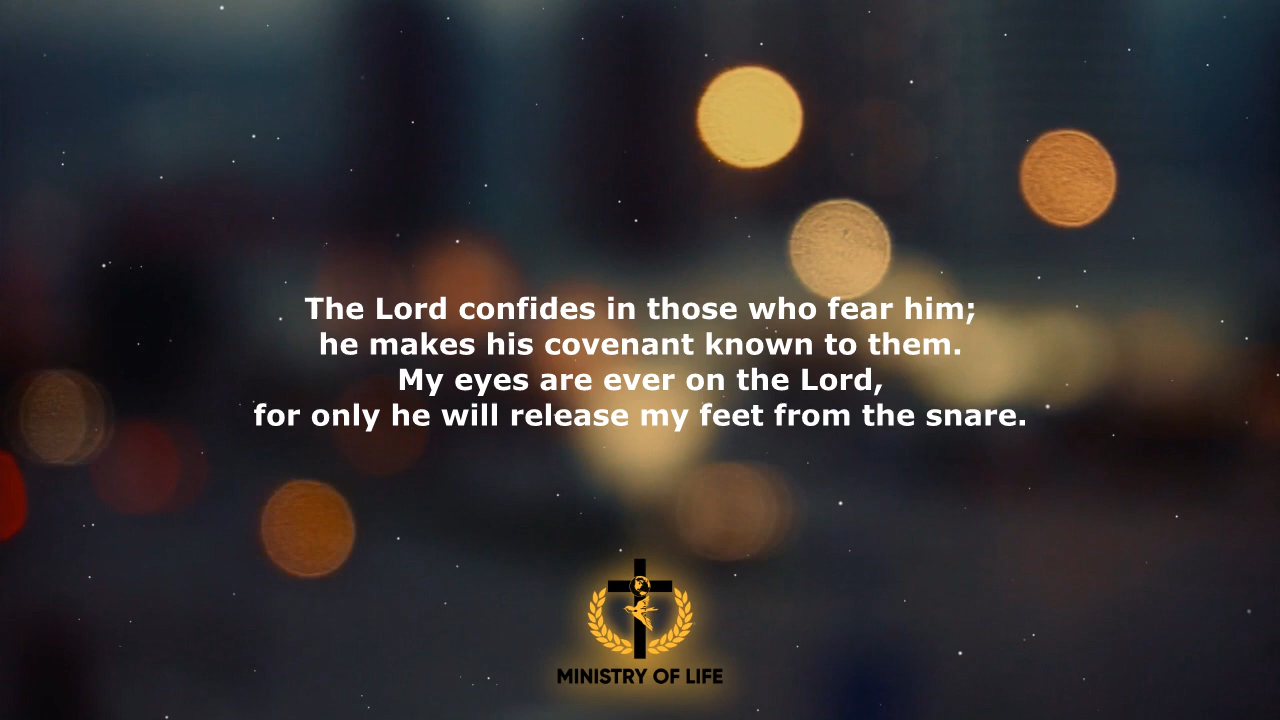 The Lord confides in those who fear him;
he makes his covenant known to them.
My eyes are ever on the Lord,
for only he will release my feet from the snare.
MINISTRY OF LIFE